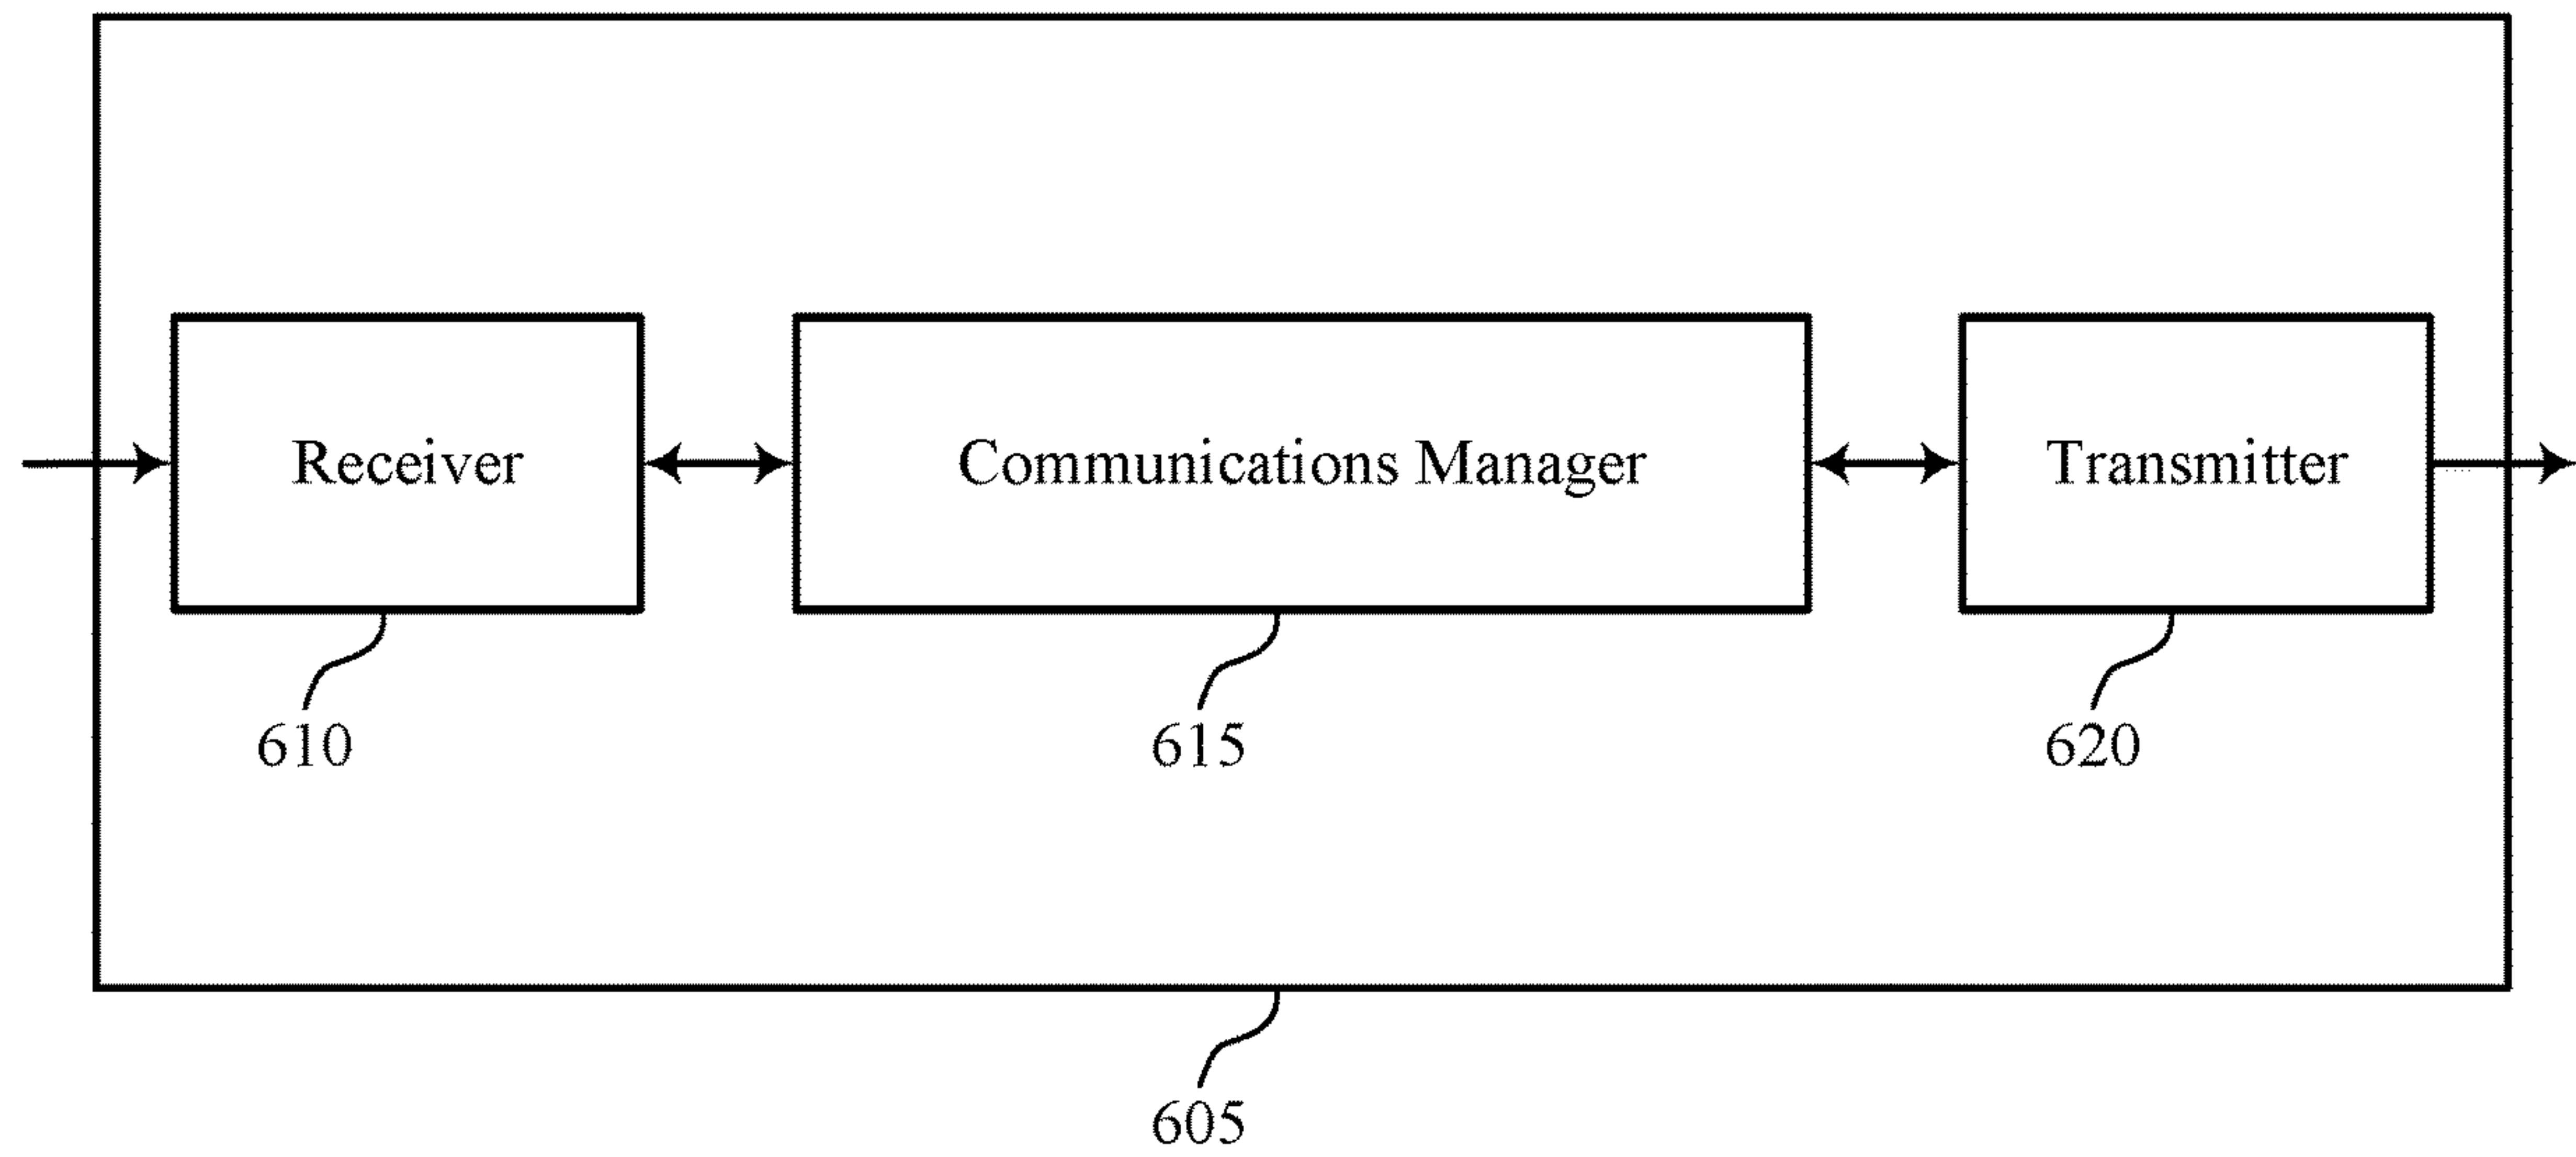 Receiver
Communications Manager
Transmitter
610
615
620
605